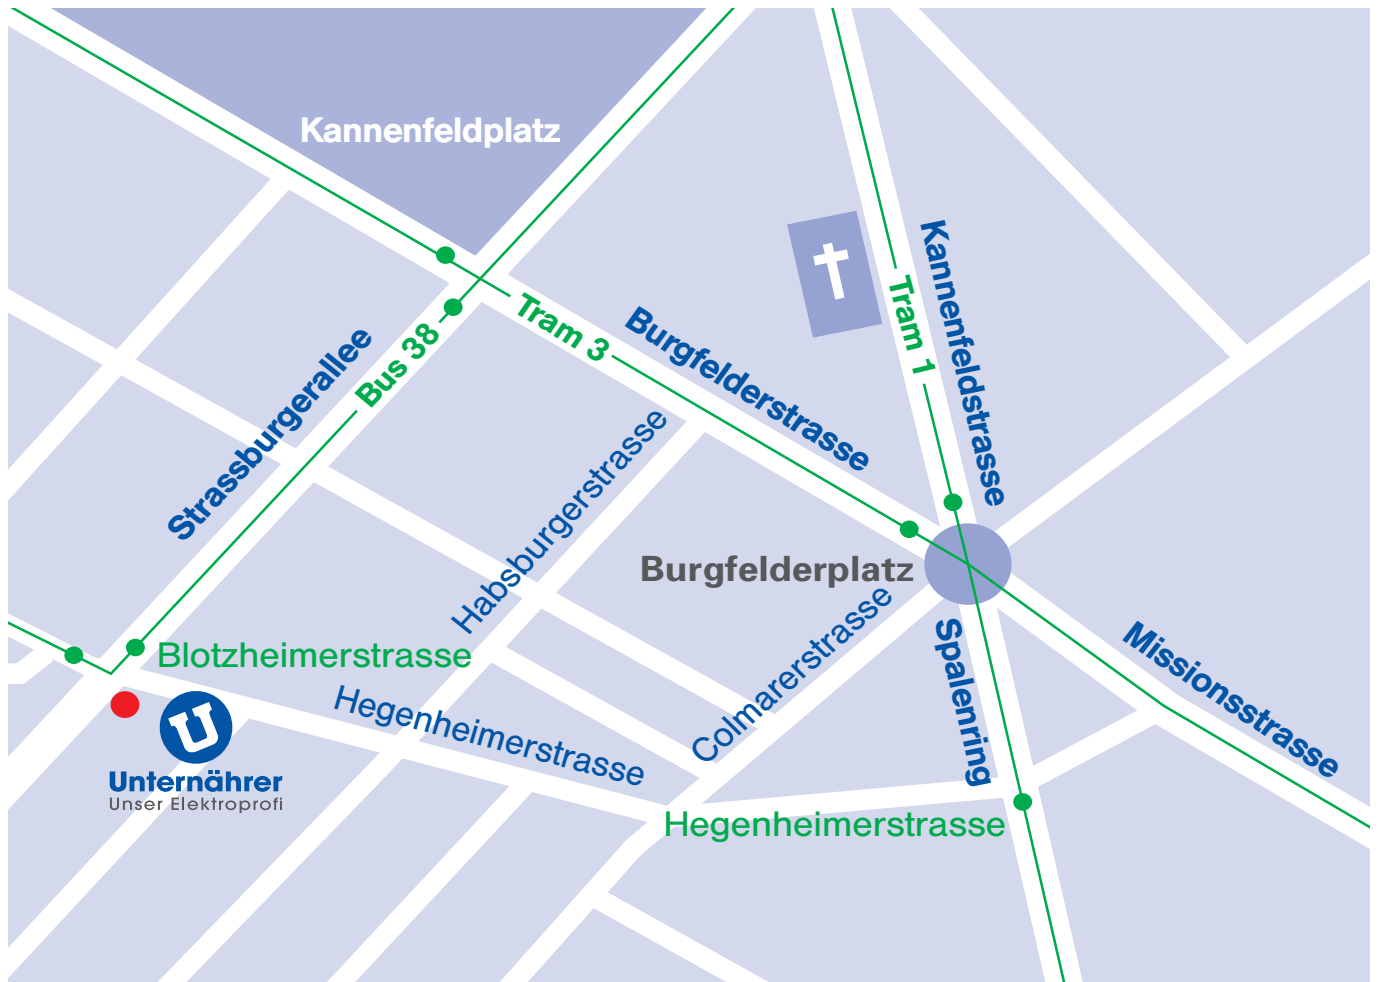 Kannenfeldplatz
Kannenfeldstrasse
Tram 1
Tram 3
Burgfelderstrasse
Bus 38
Strassburgerallee
Habsburgerstrasse
Burgfelderplatz
Colmarerstrasse
Spalenring
Missionsstrasse
Blotzheimerstrasse
Hegenheimerstrasse
U
Unternährer
Unser Elektroprofi
Hegenheimerstrasse